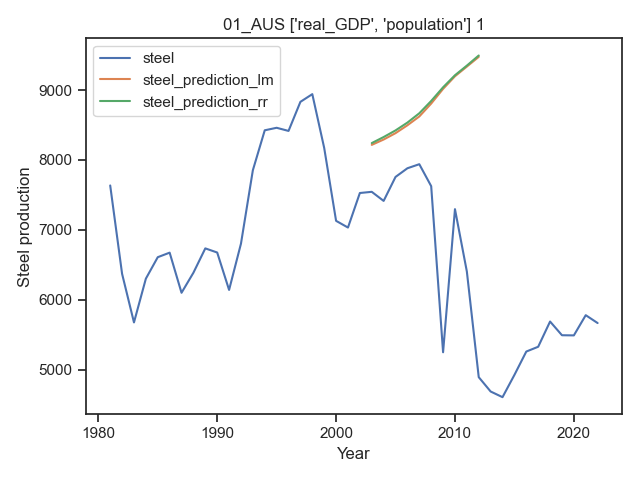 01_AUS ['real_GDP', 'population'] 1
steel
steel_prediction_lm
steel_prediction_rr
Steel production
9000
8000
7000
6000
5000
1980
1990
2000
2010
2020
Year